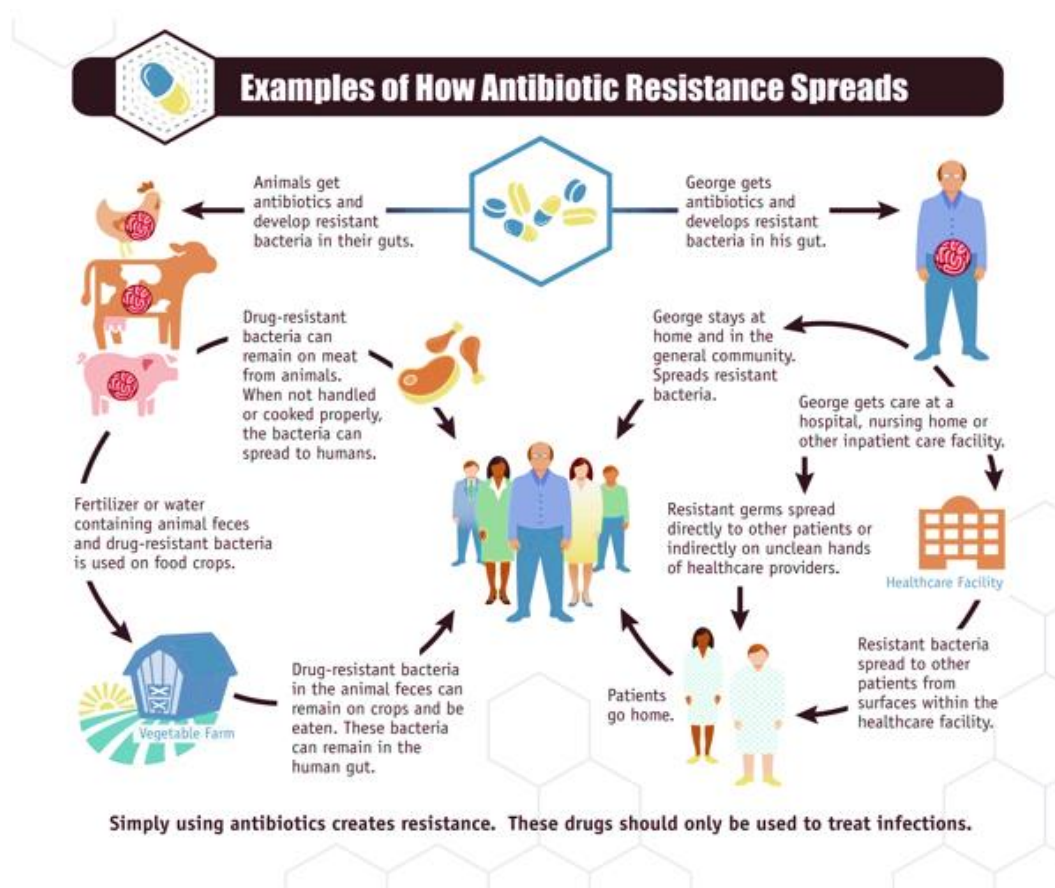 Examples of How Antibiotic Resistance Spreads
Animals get
antibiotics and
develop resistant
bacteria in their guts.
George gets
antibiotics and
develops resistant
bacteria in his gut.
Drug-resistant
bacteria can
remain on meat
from animals.
When not handled
or cooked properly,
the bacteria can
spread to humans.
George stays at
home and in the
general community.
Spreads resistant
bacteria.
George gets care at a
hospital, nursing home or
other inpatient care facility.
Fertilizer or water
containing animal feces
and drug-resistant bacteria
is used on food crops.
Resistant germs spread
directly to other patients or
indirectly on unclean hands
of healthcare providers.
Healthcare Facility
Vegetable Farm
Drug-resistant bacteria
in the animal feces can
remain on crops and be
eaten. These bacteria
can remain in the
human gut.
Patients
go home.
Resistant bacteria
spread to other
patients from
surfaces within the
healthcare facility.
Simply using antibiotics creates resistance. These drugs should only be used to treat infections.